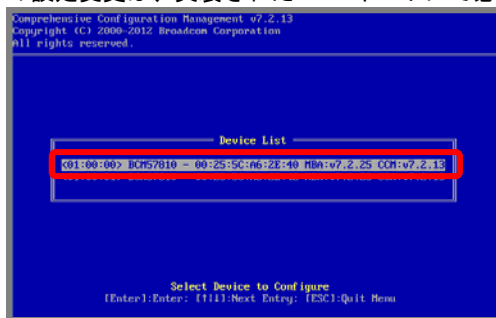 Comprehensive Configuration Management v7.2.13
Copyright (C) 2000-2012 Broadcom Corporation
All rights reserved.
Device List
<01:00:00> BCM57810 - 00:25:5C:A6:2E:40 MBA:v7.2.25 CCM:v7.2.13
Select Device to Configure
[Enter]:Enter: [↑|↓]:Next Entry: [ESC]:Quit Menu